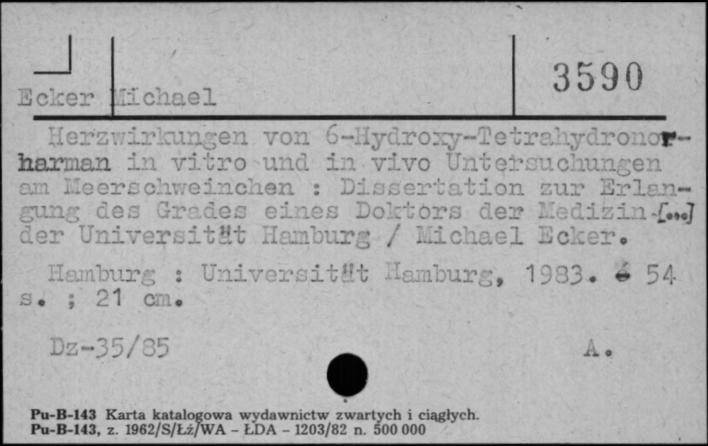 3590
Ecker Michael
Herzwirkungen von 6-Hydroxy-Tetrahydronor-
harman in vitro und in vivo Untersuchungen
am Meerschweinchen : Dissertation zur Erlan-
gung des Grades eines Doktors der Medizin [...]
der Universität Hamburg / Michael Ecker.
Hamburg : Universität Hamburg, 1983. 54
s. ; 21 cm.
Dz-35/85 A.
Pu-B-143 Karta katalogowa wydawnictw zwartych i ciągłych.
Pu-B-143, z. 1962/S/Łż/WA - ŁDA - 1203/82 n. 500 000